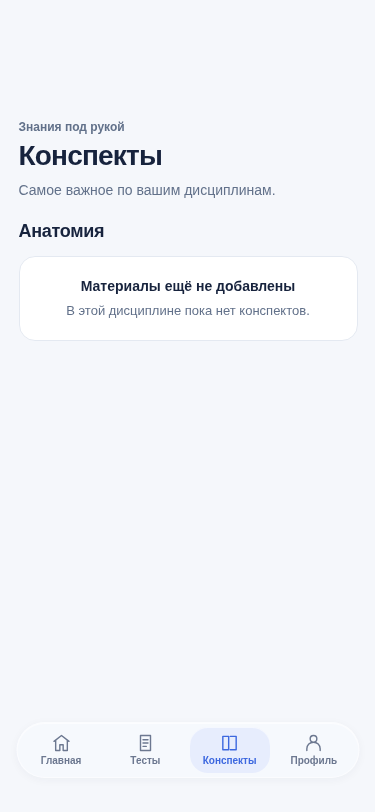 Знания под рукой
Конспекты
Самое важное по вашим дисциплинам.
Анатомия
Материалы ещё не добавлены
В этой дисциплине пока нет конспектов.
Главная
Тесты
Конспекты
Профиль